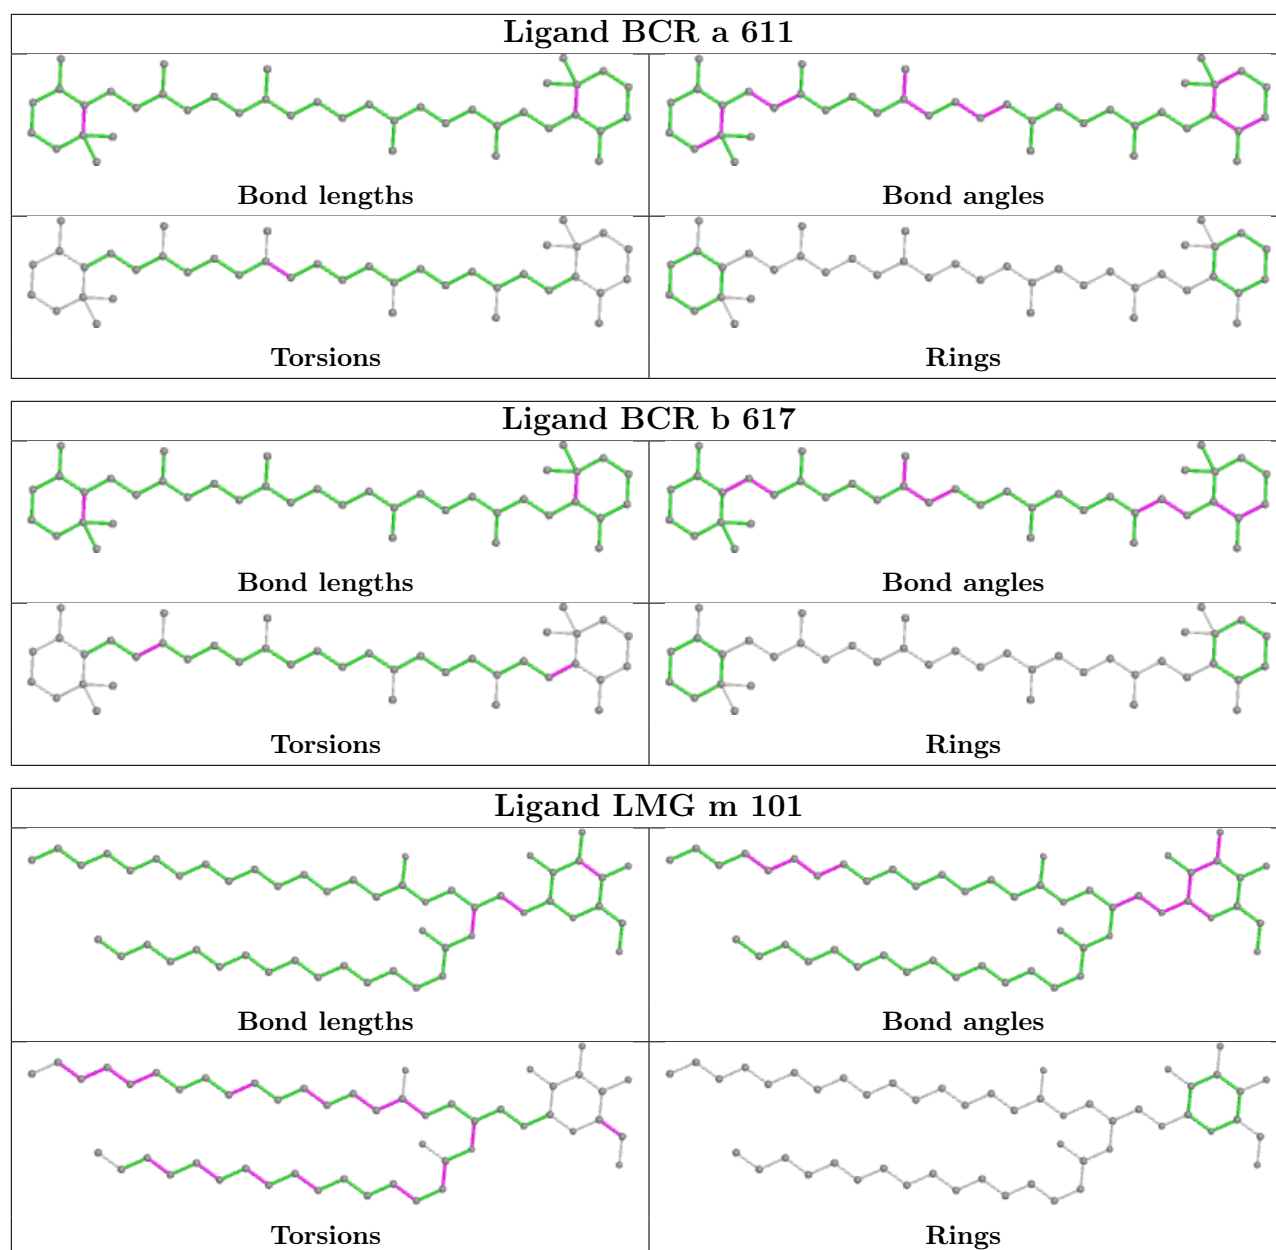 Ligand BCR a 611
Bond lengths
Bond angles
Torsions
Rings
Ligand BCR b 617
Bond lengths
Bond angles
Torsions
Rings
Ligand LMG m 101
Bond lengths
Bond angles
Torsions
Rings